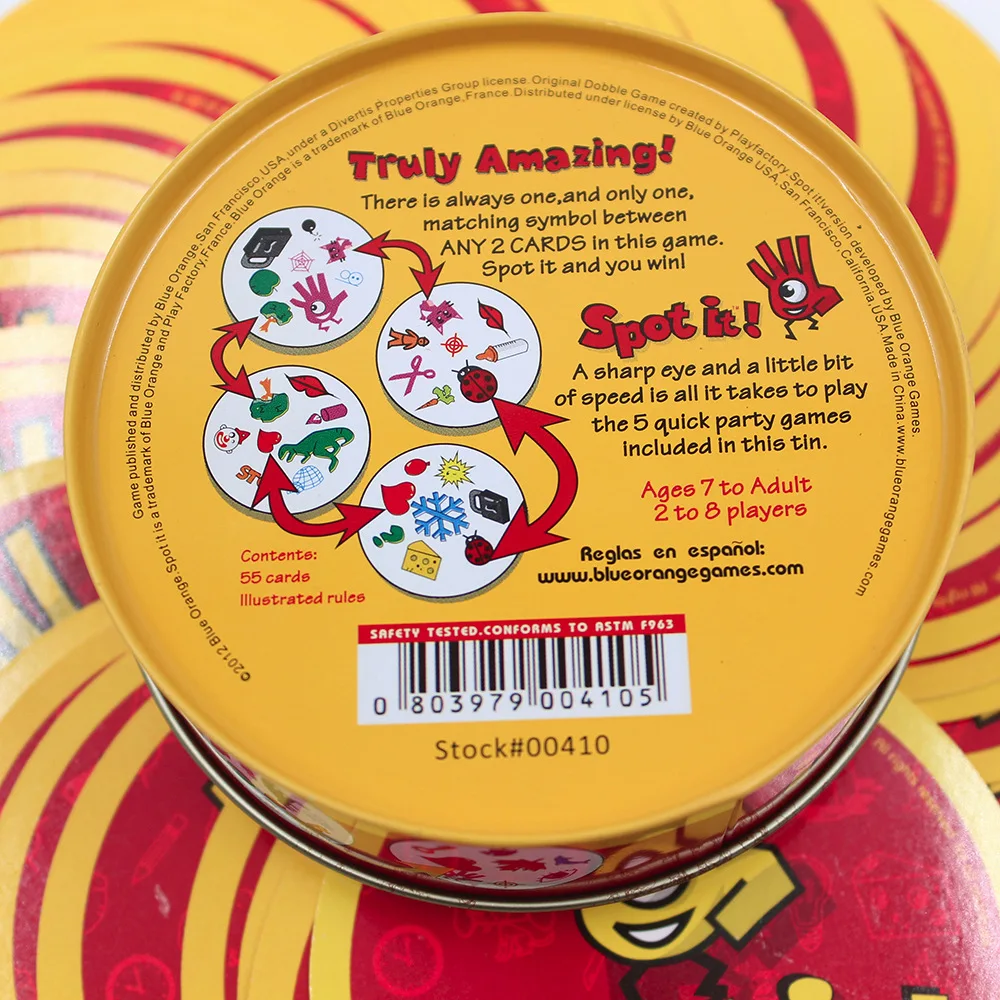 Game published and distributed by Blue Orange,San Francisco,USA,under a Divertis Properties Group license.Original Dobble Game created by Playfactory.Spot it!version developed by Blue Orange Games.
©2012 Blue Orange.Spot it is a trademark of Blue Orange and Play Factory,France.Blue Orange is a trademark of Blue Orange,France.Distributed under license by Blue Orange USA,San Francisco,California,USA.Made in China.www.blueorangegames.com
Truly Amazing!
There is always one,and only one,
matching symbol between
ANY 2 CARDS in this game.
Spot it and you win!
Spot it!™
A sharp eye and a little bit
of speed is all it takes to play
the 5 quick party games
included in this tin.
Ages 7 to Adult
2 to 8 players
Reglas en español:
www.blueorangegames.com
Contents:
55 cards
Illustrated rules
SAFETY TESTED.CONFORMS TO ASTM F963
0 803979 004105
Stock#00410